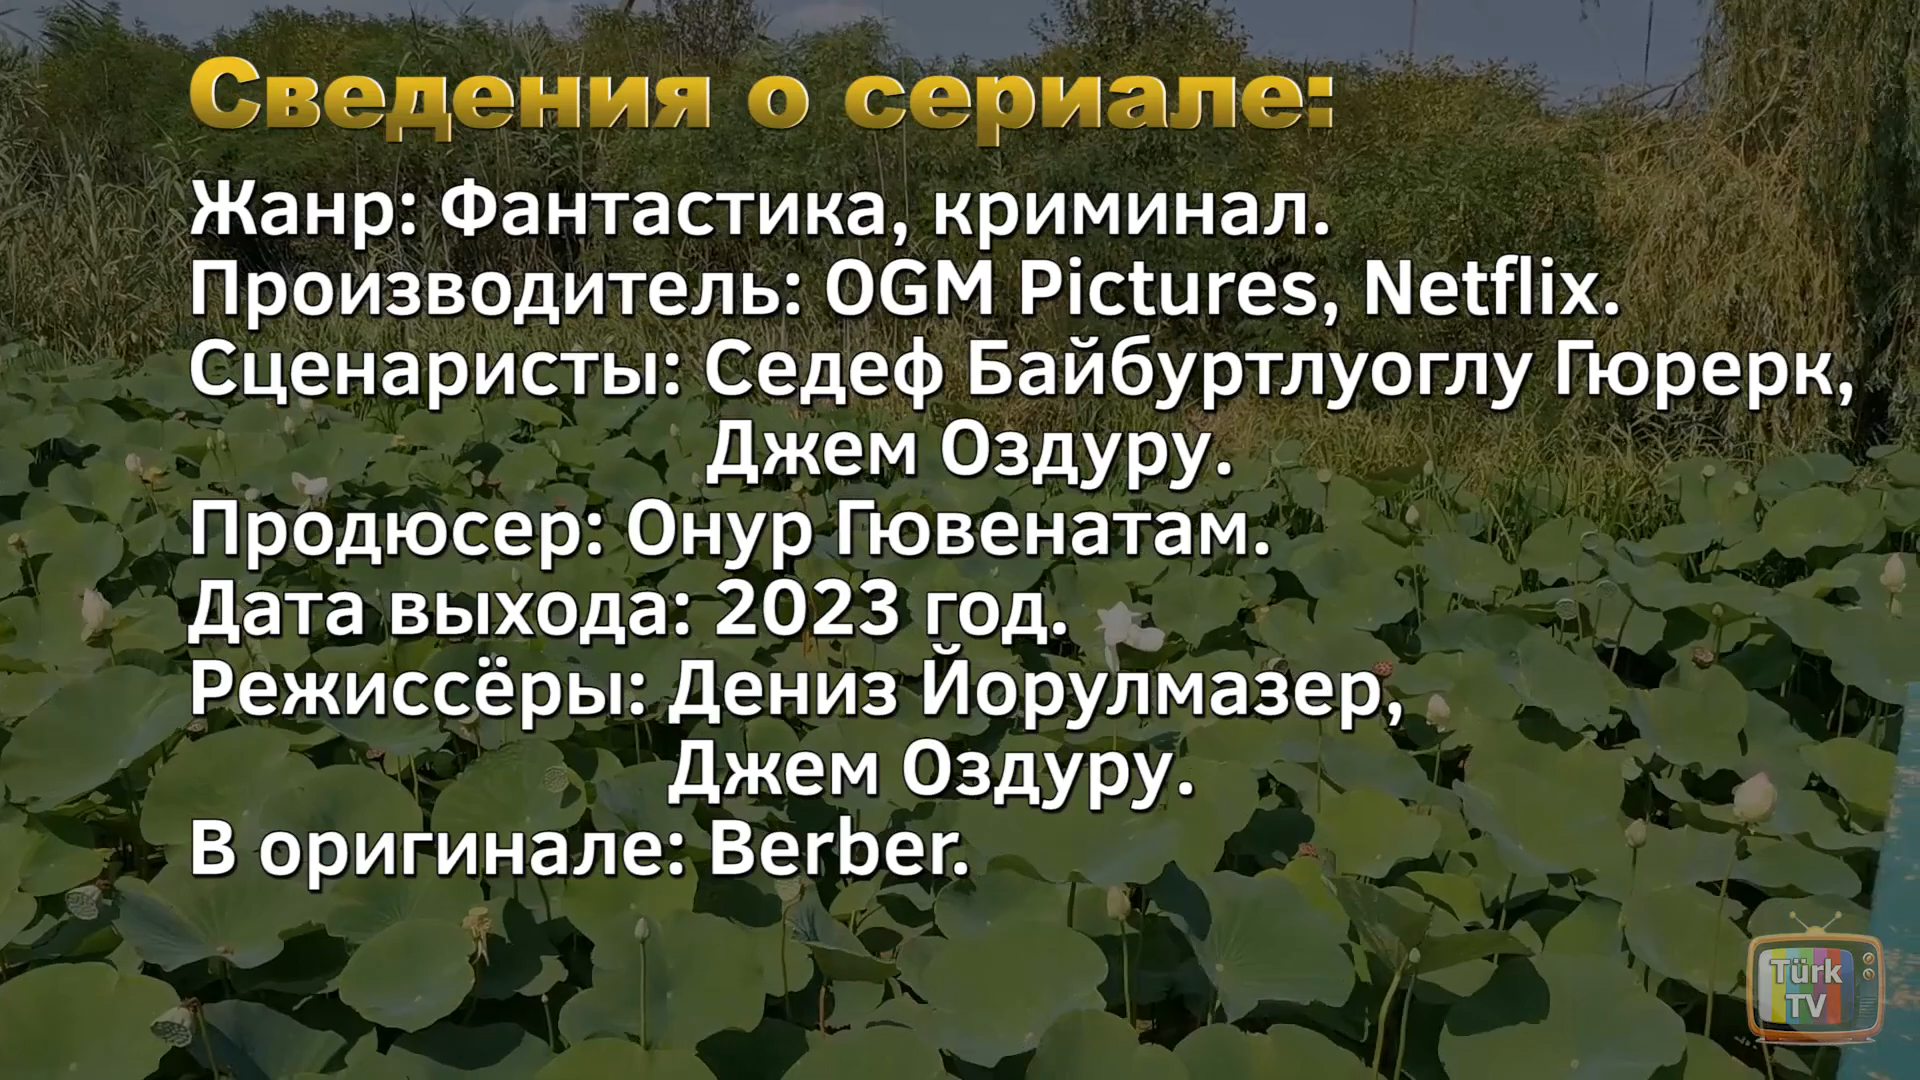 Сведения о сериале:
Жанр: Фантастика, криминал.
Производитель: OGM Pictures, Netflix.
Сценаристы: Седеф Байбуртлуоглу Гюрерк,
Джем Оздуру.
Продюсер: Онур Гювенатам.
Дата выхода: 2023 год.
Режиссёры: Дениз Йорулмазер,
Джем Оздуру.
В оригинале: Berber.
Türk
TV